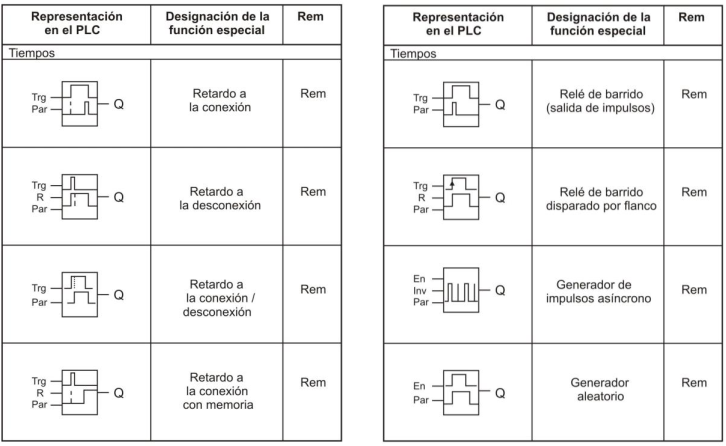 Representación
en el PLC
Designación de la
función especial
Rem
Tiempos
Trg
Par
Q
Retardo a
la conexión
Rem
Trg
R
Par
Q
Retardo a
la desconexión
Rem
Trg
Par
Q
Retardo a
la conexión /
desconexión
Rem
Trg
R
Par
Q
Retardo a
la conexión
con memoria
Rem
Representación
en el PLC
Designación de la
función especial
Rem
Tiempos
Trg
Par
Q
Relé de barrido
(salida de impulsos)
Rem
Trg
R
Par
Q
Relé de barrido
disparado por flanco
Rem
En
Inv
Par
Q
Generador de
impulsos asíncrono
Rem
En
Par
Q
Generador
aleatorio
Rem